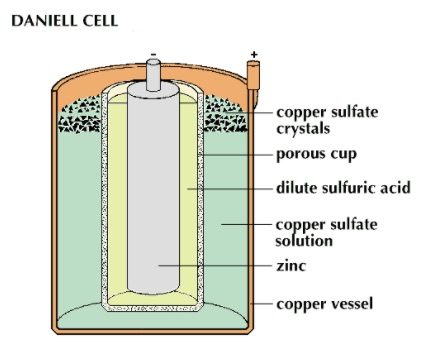 DANIELL CELL
-
+
copper sulfate
crystals
porous cup
dilute sulfuric acid
copper sulfate
solution
zinc
copper vessel